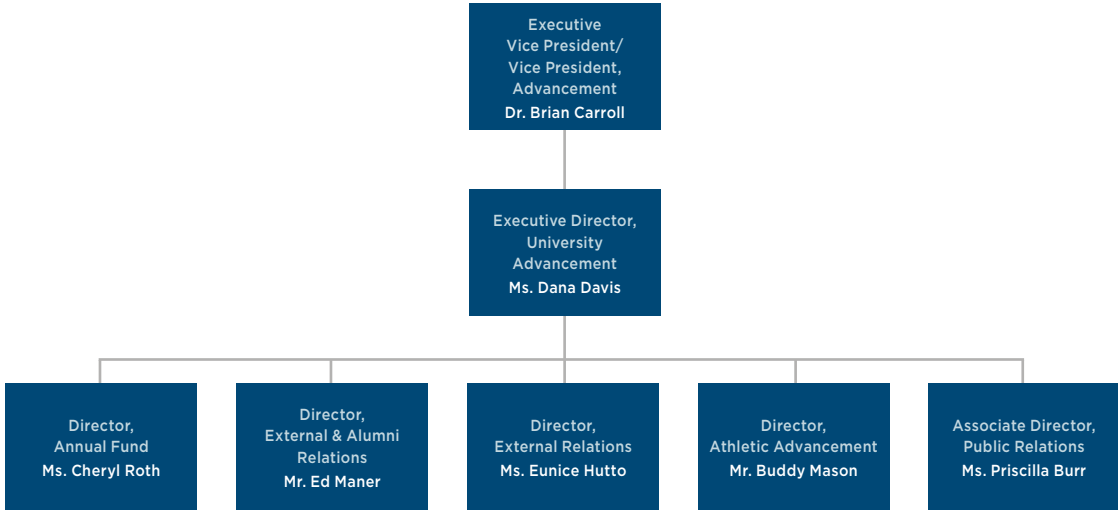 Executive
Vice President/
Vice President,
Advancement
Dr. Brian Carroll
Executive Director,
University
Advancement
Ms. Dana Davis
Director,
Annual Fund
Ms. Cheryl Roth
Director,
External & Alumni
Relations
Mr. Ed Maner
Director,
External Relations
Ms. Eunice Hutto
Director,
Athletic Advancement
Mr. Buddy Mason
Associate Director,
Public Relations
Ms. Priscilla Burr